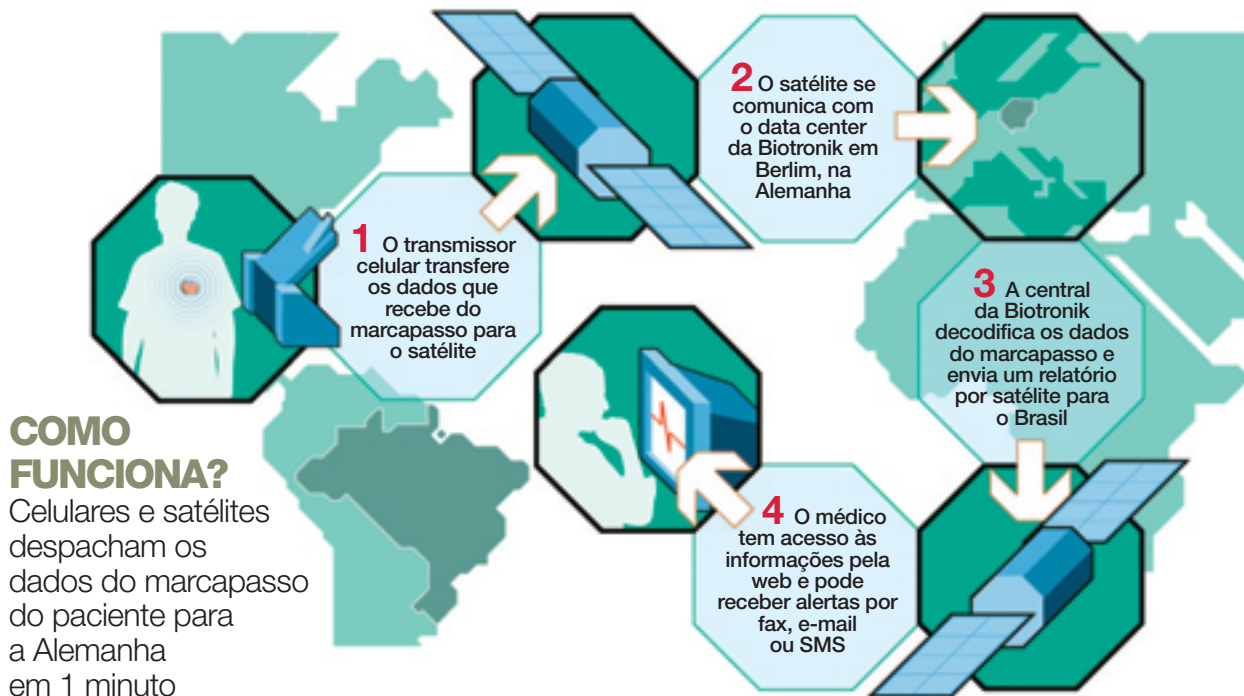 COMO
FUNCIONA?
Celulares e satélites
despacham os
dados do marcapasso
do paciente para
a Alemanha
em 1 minuto
1 O transmissor
celular transfere
os dados que
recebe do
marcapasso para
o satélite
2 O satélite se
comunica com
o data center
da Biotronik em
Berlim, na
Alemanha
3 A central
da Biotronik
decodifica os dados
do marcapasso e
envia um relatório
por satélite para
o Brasil
4 O médico
tem acesso às
informações pela
web e pode
receber alertas por
fax, e-mail
ou SMS